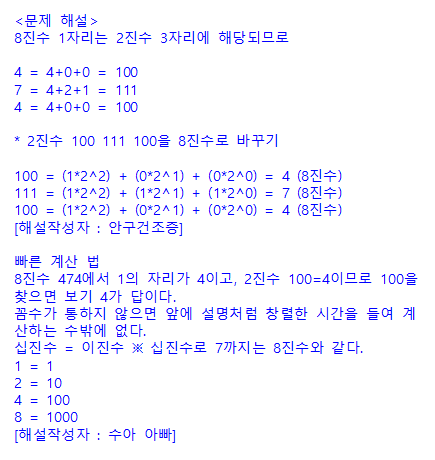 <문제 해설>
8진수 1자리는 2진수 3자리에 해당되므로
4 = 4+0+0 = 100
7 = 4+2+1 = 111
4 = 4+0+0 = 100
* 2진수 100 111 100을 8진수로 바꾸기
100 = (1*2^2) + (0*2^1) + (0*2^0) = 4 (8진수)
111 = (1*2^2) + (1*2^1) + (1*2^0) = 7 (8진수)
100 = (1*2^2) + (0*2^1) + (0*2^0) = 4 (8진수)
[해설작성자 : 안구건조증]
빠른 계산 법
8진수 474에서 1의 자리가 4이고, 2진수 100=4이므로 100을
찾으면 보기 4가 답이다.
꼼수가 통하지 않으면 앞에 설명처럼 창렬한 시간을 들여 계
산하는 수밖에 없다.
십진수 = 이진수 ※ 십진수로 7까지는 8진수와 같다.
1 = 1
2 = 10
4 = 100
8 = 1000
[해설작성자 : 수아 아빠]